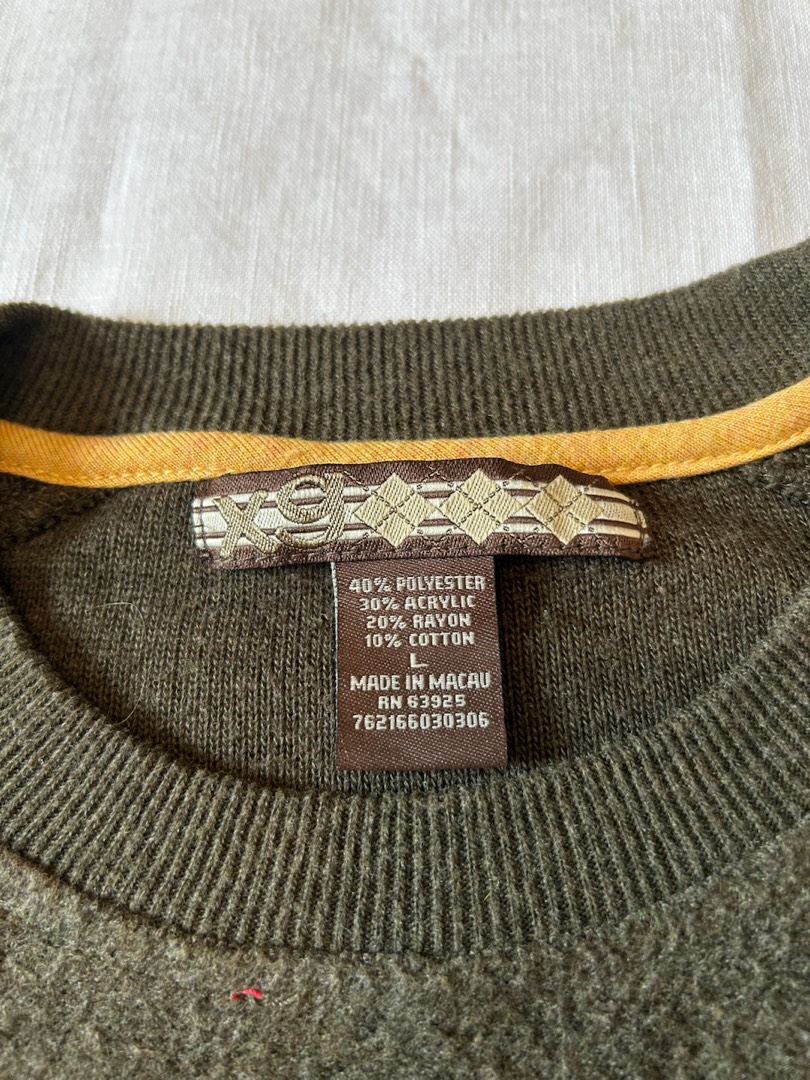 xg
40% POLYESTER
30% ACRYLIC
20% RAYON
10% COTTON
L
MADE IN MACAU
RN 63925
762166030306